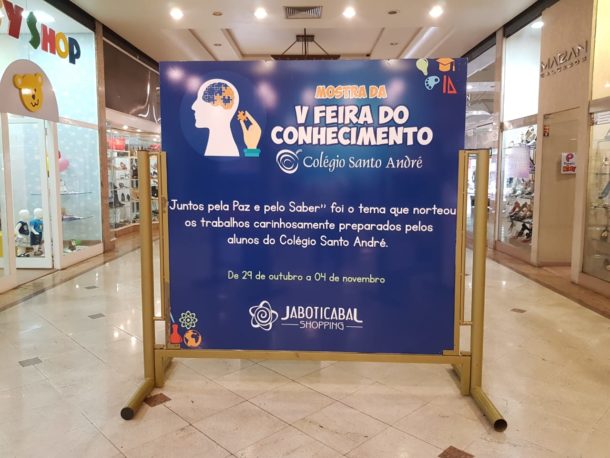 Y SHOP
MOSTRA DA
V FEIRA DO
CONHECIMENTO
Colégio Santo André
Juntos pela Paz e pelo Saber" foi o tema que norteou
os trabalhos carinhosamente preparados pelos
alunos do Colégio Santo André.
De 29 de outubro a 04 de novembro
JABOTICABAL
SHOPPING